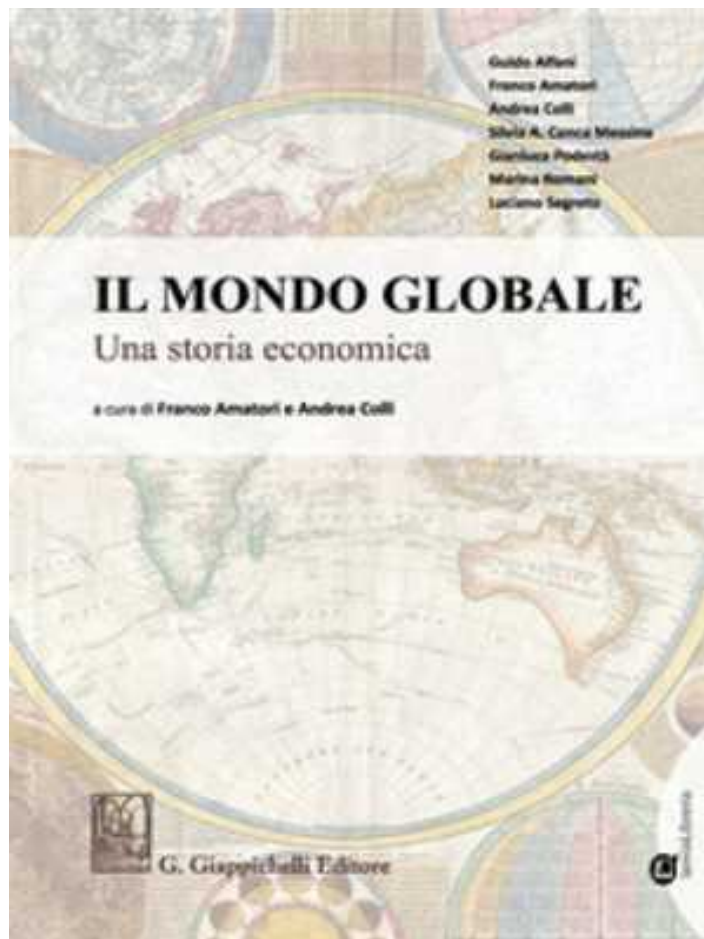 Guido Alfani
Franco Amatori
Andrea Colli
Silvia A. Conca Messina
Gianluca Podestà
Marina Romani
Luciano Segreto
IL MONDO GLOBALE
Una storia economica
a cura di Franco Amatori e Andrea Colli
G. Giappichelli Editore